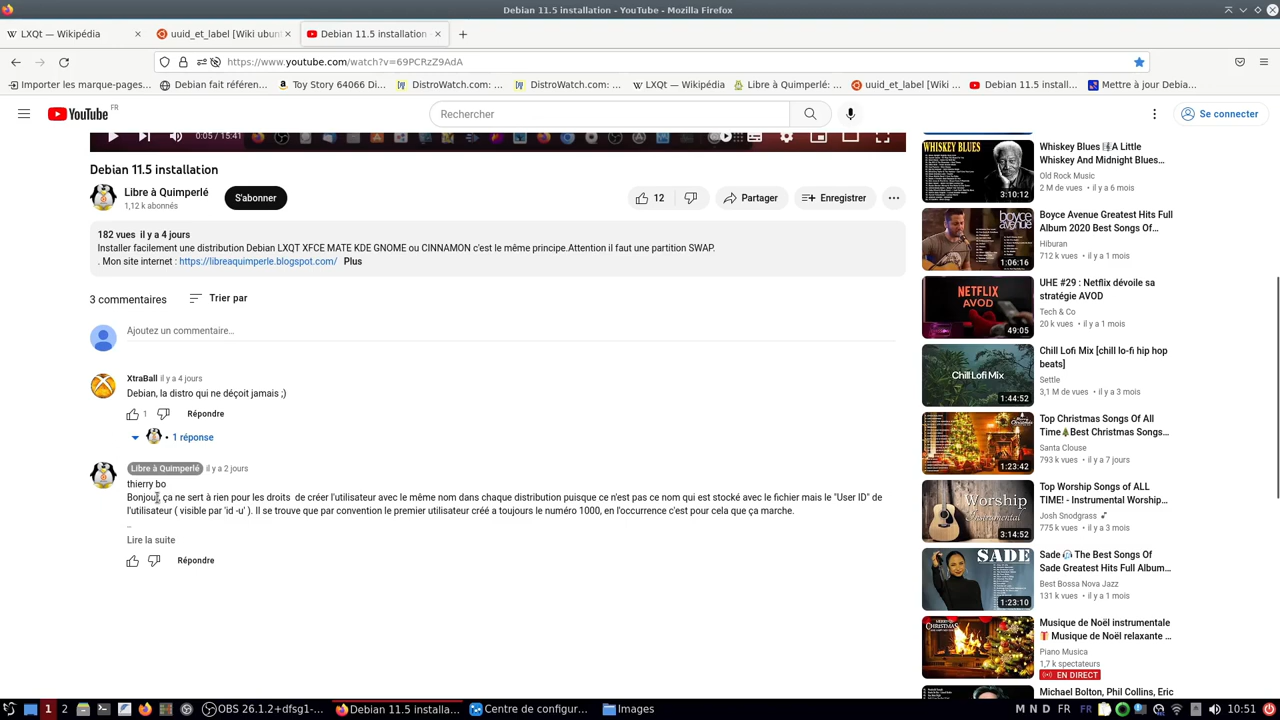 Debian 11.5 installation - YouTube - Mozilla Firefox
LXQt — Wikipédia
uuid_et_label [Wiki ubun
Debian 11.5 installation -
https://www.youtube.com/watch?v=69PCRzZ9AdA
Importer les marque-pages...
Debian fait référen...
Toy Story 64066 Di...
DistroWatch.com: ...
DistroWatch.com: ...
LXQt — Wikipédia
Libre à Quimperlé: ...
uuid_et_label [Wiki ...
Debian 11.5 install...
Mettre à jour Debia...
YouTube FR
Rechercher
Se connecter
0:05 / 15:41
Debian 11.5 installation
Libre à Quimperlé
1,12 k abonnés
S'abonner
12
Partager
Enregistrer
182 vues il y a 4 jours
Installer facilement une distribution Debian LXQT XFCE MATE KDE GNOME ou CINNAMON c'est le même principe.Attention il faut une partition SWAP.
. Mon site internet : https://libreaquimperle.blogspot.com/ Plus
3 commentaires
Trier par
Ajoutez un commentaire...
XtraBall il y a 4 jours
Debian, la distro qui ne déçoit jamais ;)
1
Répondre
1 réponse
Libre à Quimperlé il y a 2 jours
thierry bo
Bonjour, ça ne sert à rien pour les droits de créer l'utilisateur avec le même nom dans chaque distribution puisque ce n'est pas ce nom qui est stocké avec le fichier mais le "User ID" de
l'utilisateur ( visible par 'id -u' ). Il se trouve que par convention le premier utilisateur créé a toujours le numéro 1000, en l'occurrence c'est pour cela que ça marche.
Lire la suite
Répondre
WHISKEY BLUES
3:10:12
Whiskey Blues A Little
Whiskey And Midnight Blues...
Old Rock Music
2 M de vues • il y a 6 mois
boyce
avenue
1:06:16
Boyce Avenue Greatest Hits Full
Album 2020 Best Songs Of...
Hiburan
712 k vues • il y a 1 mois
NETFLIX
AVOD
49:05
UHE #29 : Netflix dévoile sa
stratégie AVOD
Tech & Co
20 k vues • il y a 1 mois
Chill Lofi Mix
1:44:52
Chill Lofi Mix [chill lo-fi hip hop
beats]
Settle
3,1 M de vues • il y a 3 mois
1:23:42
Top Christmas Songs Of All
Time🎄Best Christmas Songs...
Santa Clouse
793 k vues • il y a 7 jours
Worship
Instrumental
3:14:52
Top Worship Songs of ALL
TIME! - Instrumental Worship...
Josh Snodgrass
775 k vues • il y a 3 mois
SADE
1:23:10
Sade The Best Songs Of
Sade Greatest Hits Full Album...
Best Bossa Nova Jazz
131 k vues • il y a 1 mois
CHRISTMAS
Musique de Noël instrumentale
🎁 Musique de Noël relaxante ...
Piano Musica
1,7 k spectateurs
EN DIRECT
Michael Bolton, Phil Collins, Eric
1
2
OBS 26.1.2+dfsg1-...
Debian 11.5 installa...
Centre de configur...
Images
M N D FR
FR
10:51